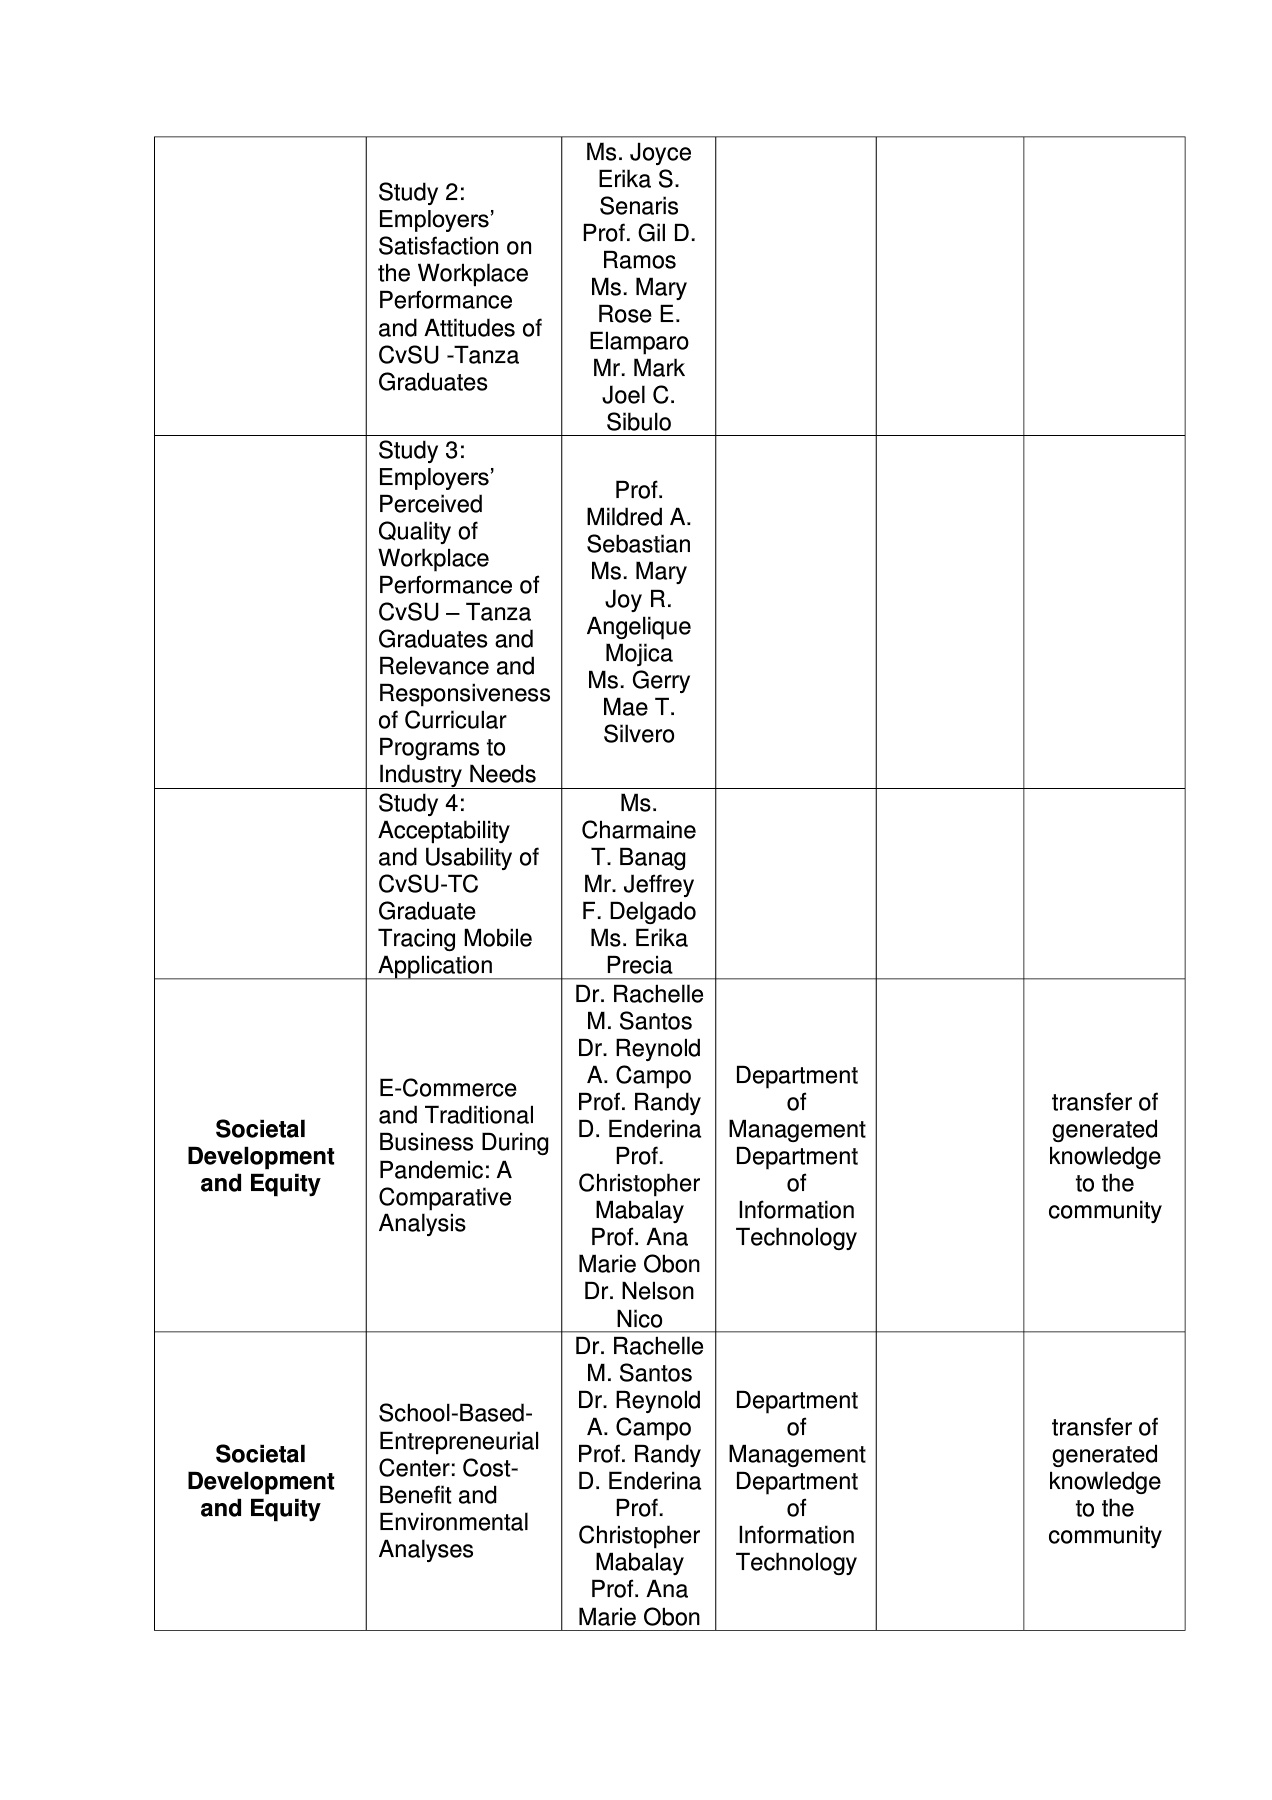 Study 2:
Employers’
Satisfaction on
the Workplace
Performance
and Attitudes of
CvSU -Tanza
Graduates
Ms. Joyce
Erika S.
Senaris
Prof. Gil D.
Ramos
Ms. Mary
Rose E.
Elamparo
Mr. Mark
Joel C.
Sibulo
Study 3:
Employers’
Perceived
Quality of
Workplace
Performance of
CvSU – Tanza
Graduates and
Relevance and
Responsiveness
of Curricular
Programs to
Industry Needs
Prof.
Mildred A.
Sebastian
Ms. Mary
Joy R.
Angelique
Mojica
Ms. Gerry
Mae T.
Silvero
Study 4:
Acceptability
and Usability of
CvSU-TC
Graduate
Tracing Mobile
Application
Ms.
Charmaine
T. Banag
Mr. Jeffrey
F. Delgado
Ms. Erika
Precia
Societal
Development
and Equity
E-Commerce
and Traditional
Business During
Pandemic: A
Comparative
Analysis
Dr. Rachelle
M. Santos
Dr. Reynold
A. Campo
Prof. Randy
D. Enderina
Prof.
Christopher
Mabalay
Prof. Ana
Marie Obon
Dr. Nelson
Nico
Department
of
Management
Department
of
Information
Technology
transfer of
generated
knowledge
to the
community
Societal
Development
and Equity
School-Based-
Entrepreneurial
Center: Cost-
Benefit and
Environmental
Analyses
Dr. Rachelle
M. Santos
Dr. Reynold
A. Campo
Prof. Randy
D. Enderina
Prof.
Christopher
Mabalay
Prof. Ana
Marie Obon
Department
of
Management
Department
of
Information
Technology
transfer of
generated
knowledge
to the
community